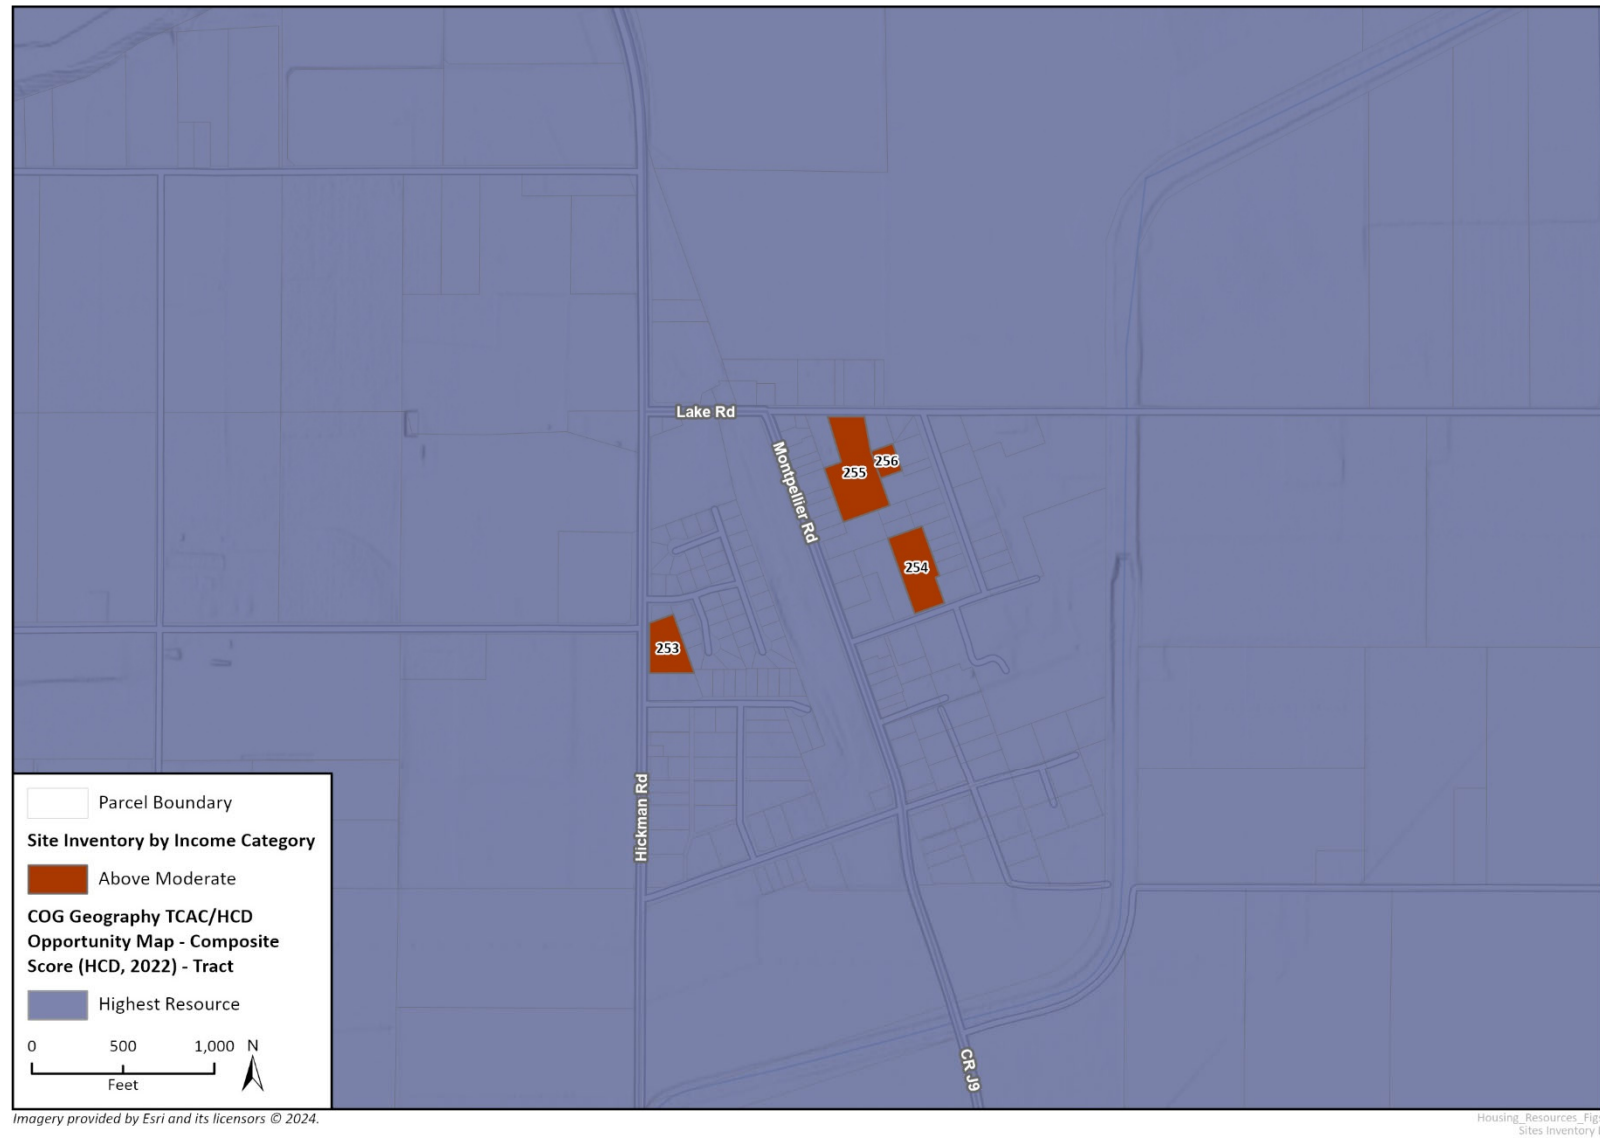 Lake Rd
Montpellier Rd
256
255
254
253
Hickman Rd
CR J9
Parcel Boundary
Site Inventory by Income Category
Above Moderate
COG Geography TCAC/HCD
Opportunity Map - Composite
Score (HCD, 2022) - Tract
Highest Resource
0 500 1,000 N
Feet
Imagery provided by Esri and its licensors © 2024.
Housing_Resources_Figs
Sites Inventory